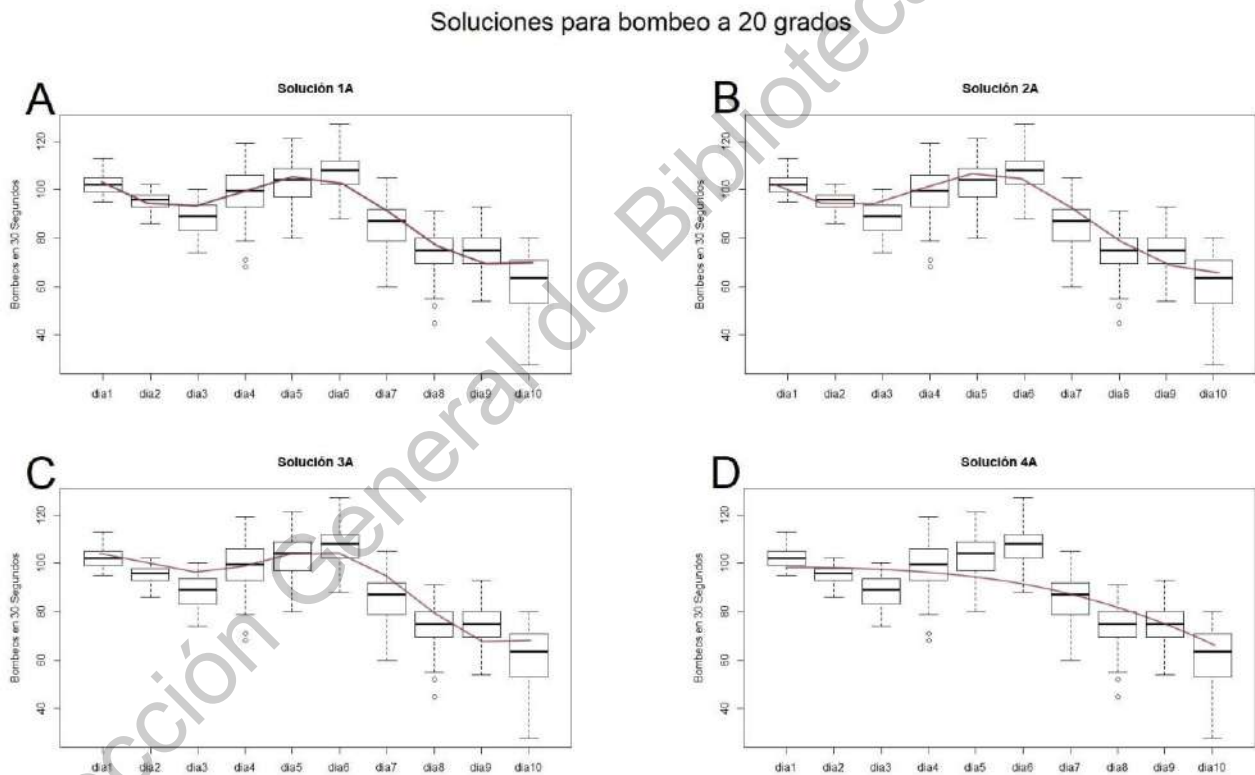 Soluciones para bombeo a 20 grados
A
Solución 1A
Bombeos en 30 Segundos
40 60 80 100 120
dia1 dia2 dia3 dia4 dia5 dia6 dia7 dia8 dia9 dia10
B
Solución 2A
Bombeos en 30 Segundos
40 60 80 100 120
dia1 dia2 dia3 dia4 dia5 dia6 dia7 dia8 dia9 dia10
C
Solución 3A
Bombeos en 30 Segundos
40 60 80 100 120
dia1 dia2 dia3 dia4 dia5 dia6 dia7 dia8 dia9 dia10
D
Solución 4A
Bombeos en 30 Segundos
40 60 80 100 120
dia1 dia2 dia3 dia4 dia5 dia6 dia7 dia8 dia9 dia10
cción General de Bibliotec